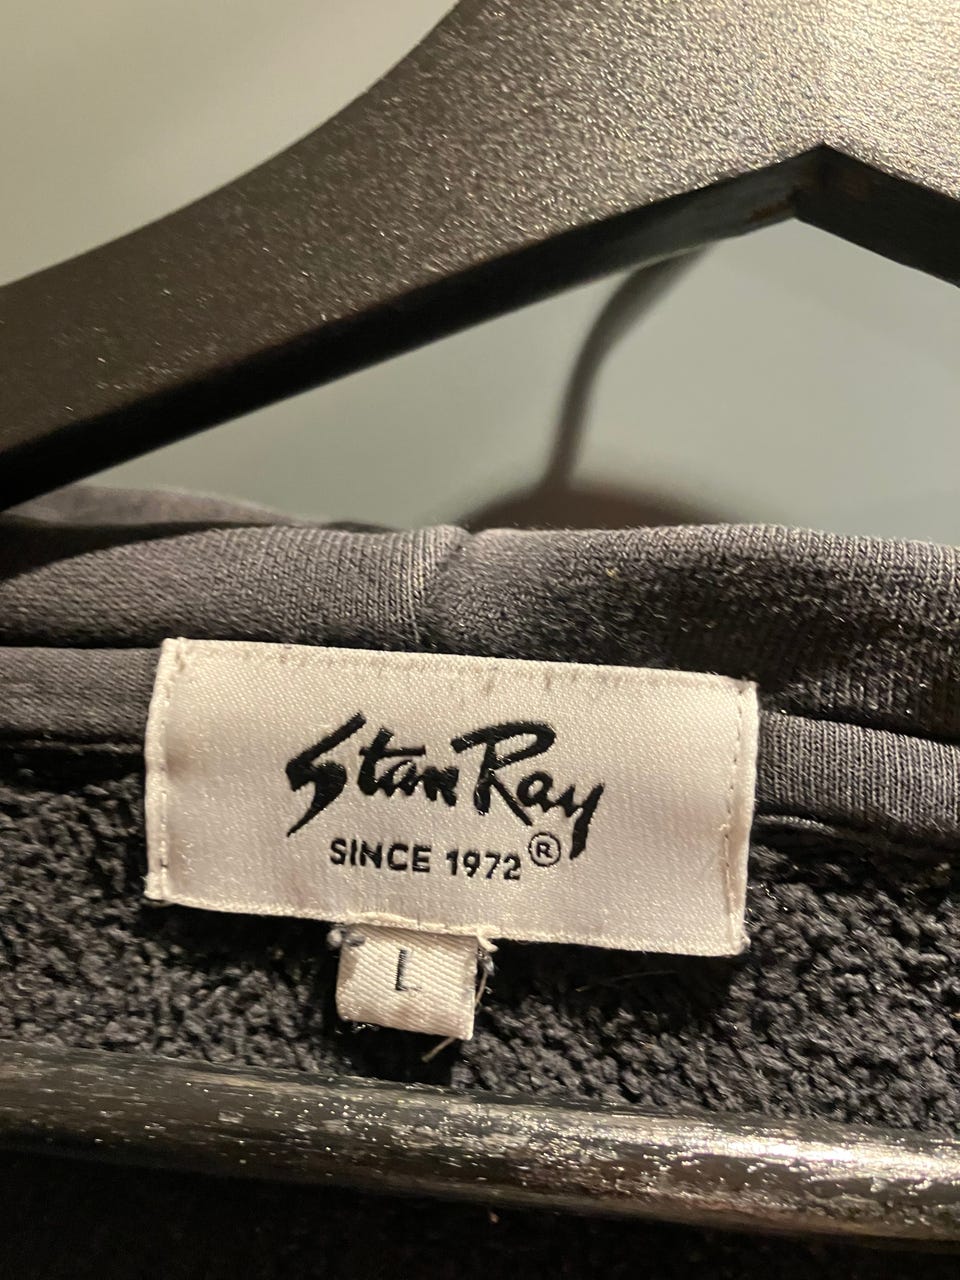 Stan Ray
SINCE 1972®
L